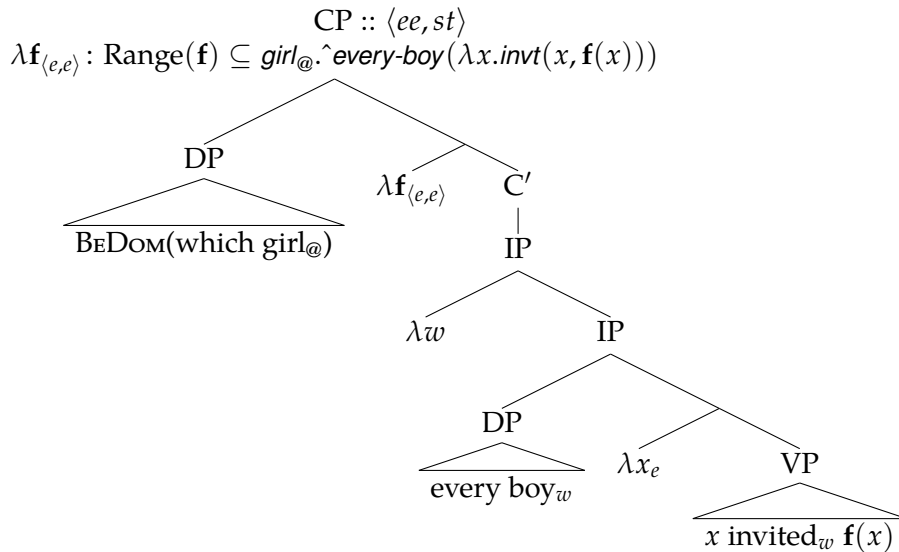 CP :: ⟨ee, st⟩
λf⟨e,e⟩: Range(f) ⊆ girl@.^every-boy(λx.invt(x, f(x)))
DP
BEDOM(which girl@)
λf⟨e,e⟩
C′
IP
λw
IP
DP
every boyw
λxe
VP
x invitedw f(x)